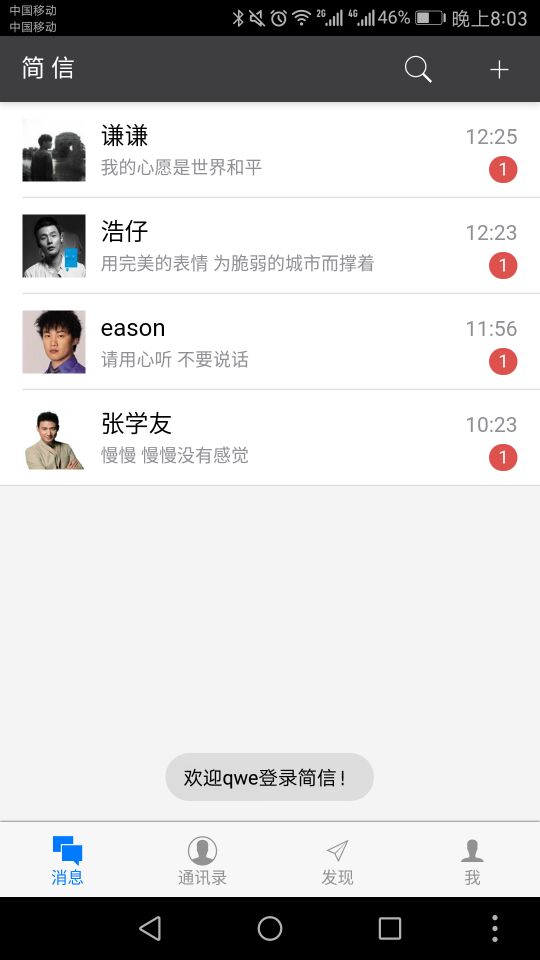 中国移动
中国移动
2G 4G 46% 晚上8:03
简 信
谦谦 12:25
我的心愿是世界和平 1
浩仔 12:23
用完美的表情 为脆弱的城市而撑着 1
eason 11:56
请用心听 不要说话 1
张学友 10:23
慢慢 慢慢没有感觉 1
欢迎qwe登录简信！
消息 通讯录 发现 我